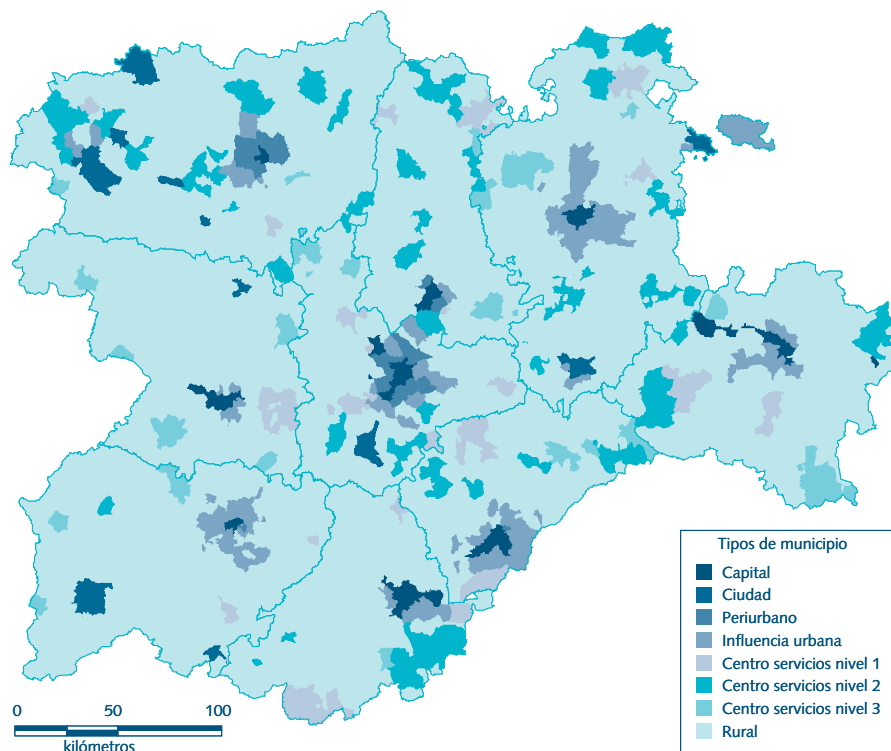 Tipos de municipio
Capital
Ciudad
Periurbano
Influencia urbana
Centro servicios nivel 1
Centro servicios nivel 2
Centro servicios nivel 3
Rural
0 50 100
kilómetros